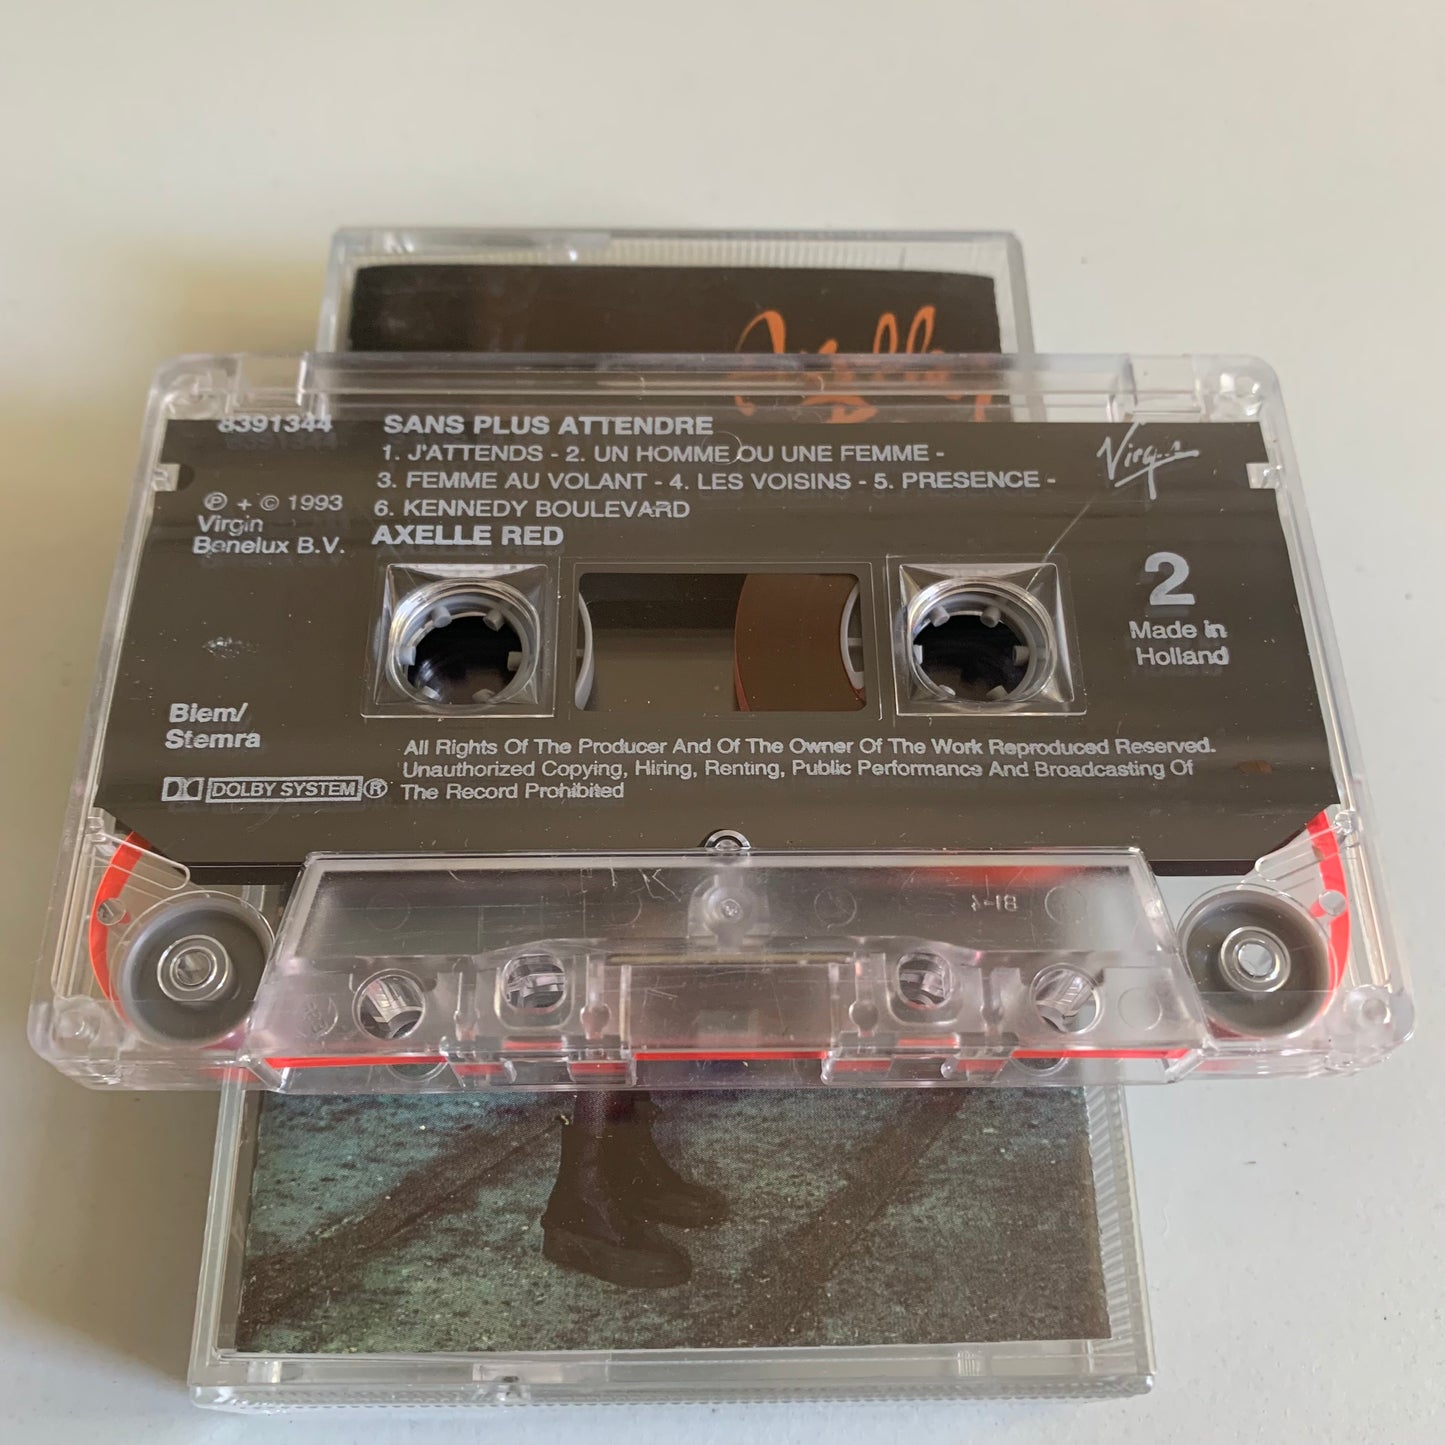 Axelle
8391344
SANS PLUS ATTENDRE
1. J'ATTENDS - 2. UN HOMME OU UNE FEMME -
3. FEMME AU VOLANT - 4. LES VOISINS - 5. PRESENCE -
6. KENNEDY BOULEVARD
AXELLE RED
Virgin
℗ + © 1993
Virgin
Benelux B.V.
2
Made in
Holland
Biem/
Stemra
DOLBY SYSTEM®
All Rights Of The Producer And Of The Owner Of The Work Reproduced Reserved.
Unauthorized Copying, Hiring, Renting, Public Performance And Broadcasting Of
The Record Prohibited